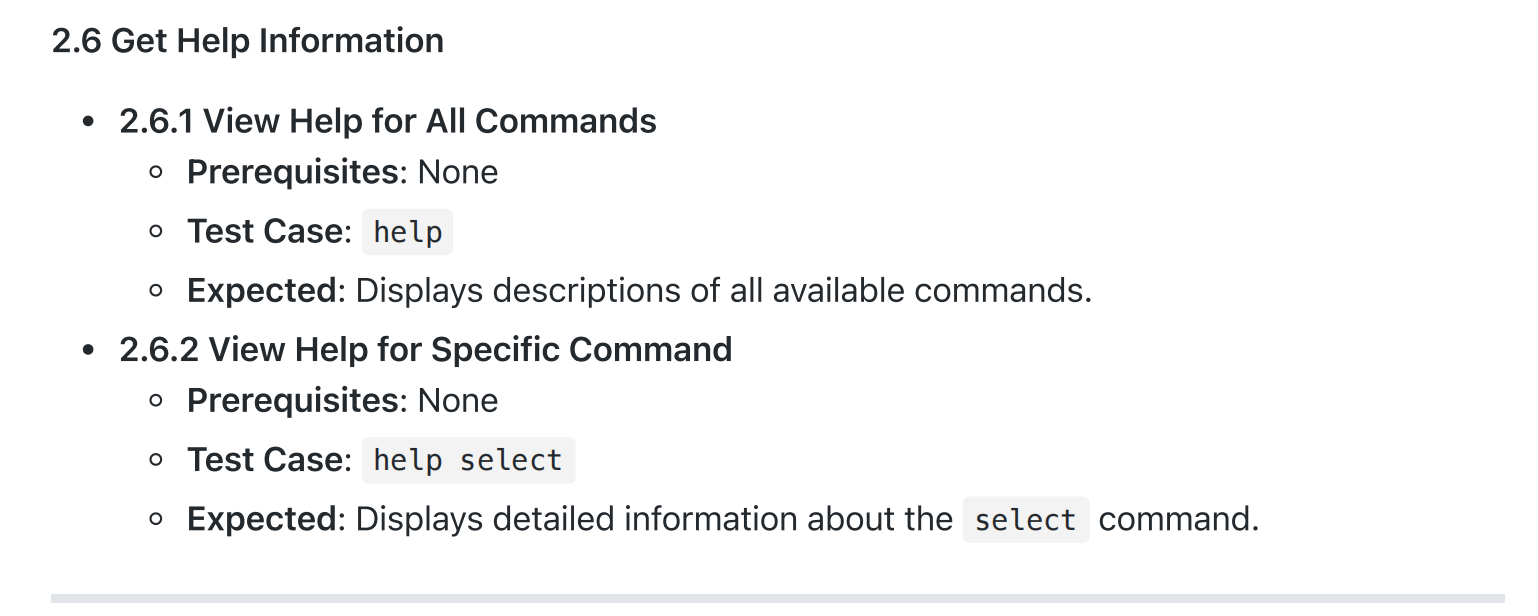 2.6 Get Help Information
• 2.6.1 View Help for All Commands
◦ Prerequisites: None
◦ Test Case: help
◦ Expected: Displays descriptions of all available commands.
• 2.6.2 View Help for Specific Command
◦ Prerequisites: None
◦ Test Case: help select
◦ Expected: Displays detailed information about the select command.